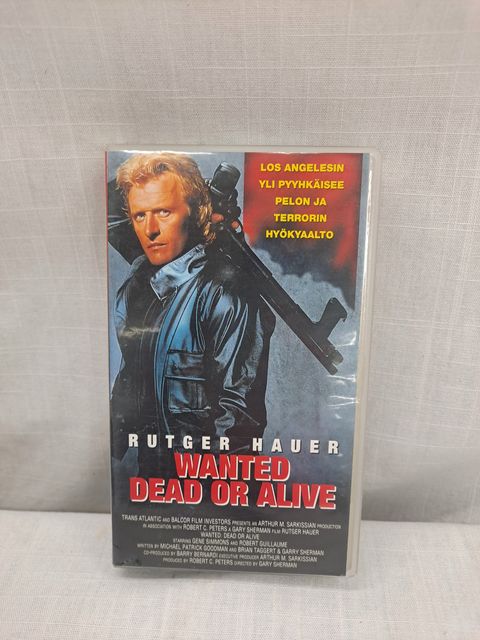 LOS ANGELESIN
YLI PYYHKÄISEE
PELON JA
TERRORIN
HYÖKYAALTO
RUTGER HAUER
WANTED
DEAD OR ALIVE
TRANS ATLANTIC AND BALCOR FILM INVESTORS PRESENTS AN ARTHUR M. SARKISSIAN PRODUCTION
IN ASSOCIATION WITH ROBERT C. PETERS A GARY SHERMAN FILM RUTGER HAUER
WANTED: DEAD OR ALIVE
STARRING GENE SIMMONS AND ROBERT GUILLAUME
WRITTEN BY MICHAEL PATRICK GOODMAN AND BRIAN TAGGERT & GARRY SHERMAN
CO-PRODUCED BY BARRY BERNARDI EXECUTIVE PRODUCER ARTHUR M. SARKISSIAN
PRODUCED BY ROBERT C. PETERS DIRECTED BY GARY SHERMAN